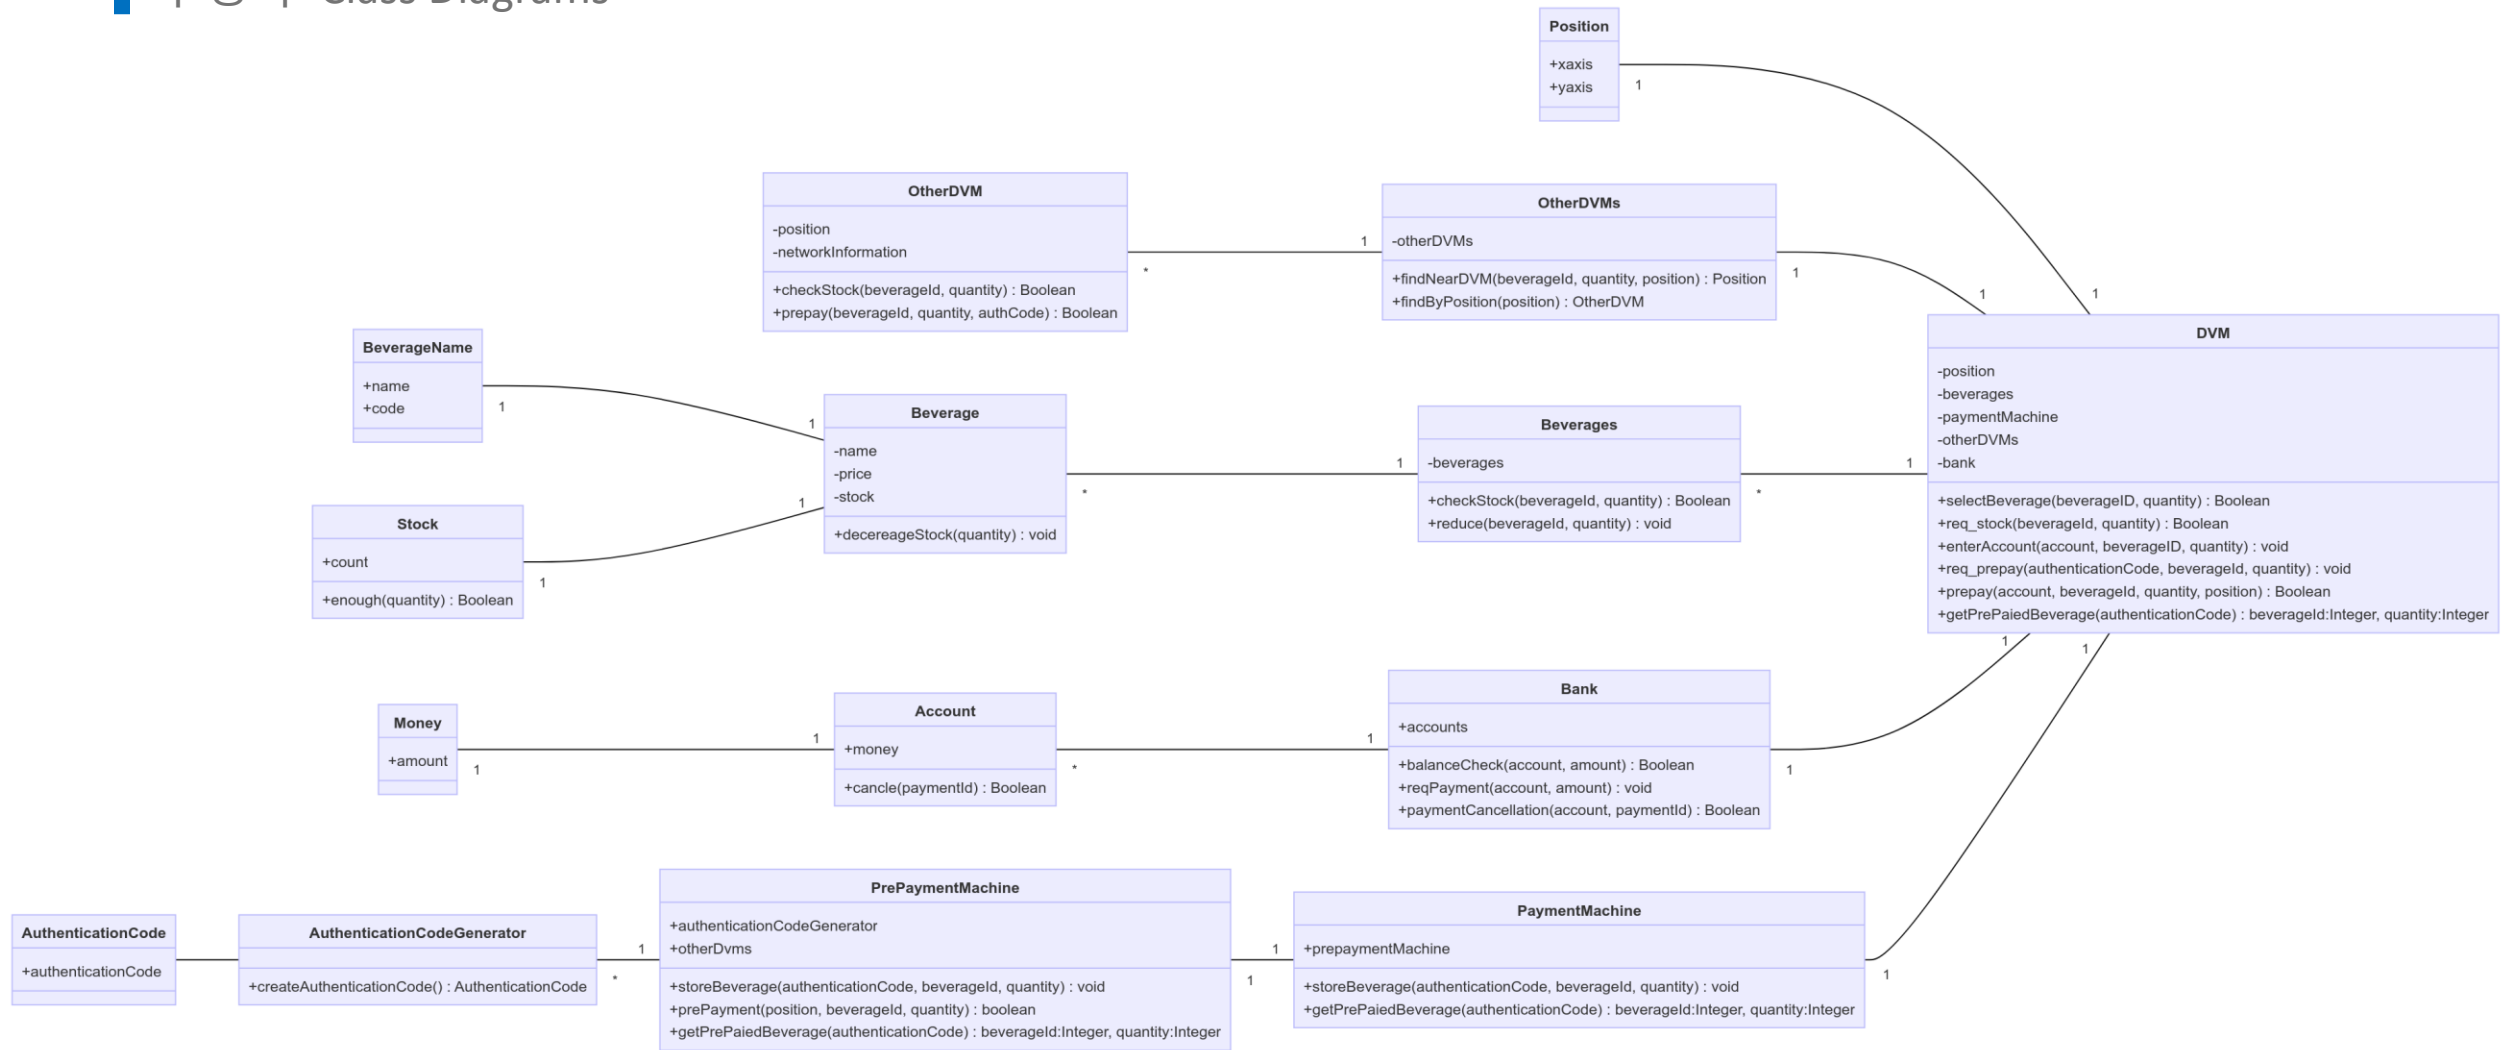 Class Diagrams
Position
+xaxis
+yaxis
1
1
OtherDVM
-position
-networkInformation
+checkStock(beverageId, quantity) : Boolean
+prepay(beverageId, quantity, authCode) : Boolean
*
1
OtherDVMs
-otherDVMs
+findNearDVM(beverageId, quantity, position) : Position
+findByPosition(position) : OtherDVM
1
1
DVM
-position
-beverages
-paymentMachine
-otherDVMs
-bank
+selectBeverage(beverageID, quantity) : Boolean
+req_stock(beverageId, quantity) : Boolean
+enterAccount(account, beverageID, quantity) : void
+req_prepay(authenticationCode, beverageId, quantity) : void
+prepay(account, beverageId, quantity, position) : Boolean
+getPrePaiedBeverage(authenticationCode) : beverageId:Integer, quantity:Integer
BeverageName
+name
+code
1
1
Beverage
-name
-price
-stock
+decereageStock(quantity) : void
*
1
Beverages
-beverages
+checkStock(beverageId, quantity) : Boolean
+reduce(beverageId, quantity) : void
*
1
Stock
+count
+enough(quantity) : Boolean
1
1
Money
+amount
1
1
Account
+money
+cancle(paymentId) : Boolean
*
1
Bank
+accounts
+balanceCheck(account, amount) : Boolean
+reqPayment(account, amount) : void
+paymentCancellation(account, paymentId) : Boolean
1
1
AuthenticationCode
+authenticationCode
AuthenticationCodeGenerator
+createAuthenticationCode() : AuthenticationCode
*
1
PrePaymentMachine
+authenticationCodeGenerator
+otherDvms
+storeBeverage(authenticationCode, beverageId, quantity) : void
+prePayment(position, beverageId, quantity) : boolean
+getPrePaiedBeverage(authenticationCode) : beverageId:Integer, quantity:Integer
1
1
PaymentMachine
+prepaymentMachine
+storeBeverage(authenticationCode, beverageId, quantity) : void
+getPrePaiedBeverage(authenticationCode) : beverageId:Integer, quantity:Integer
1
1